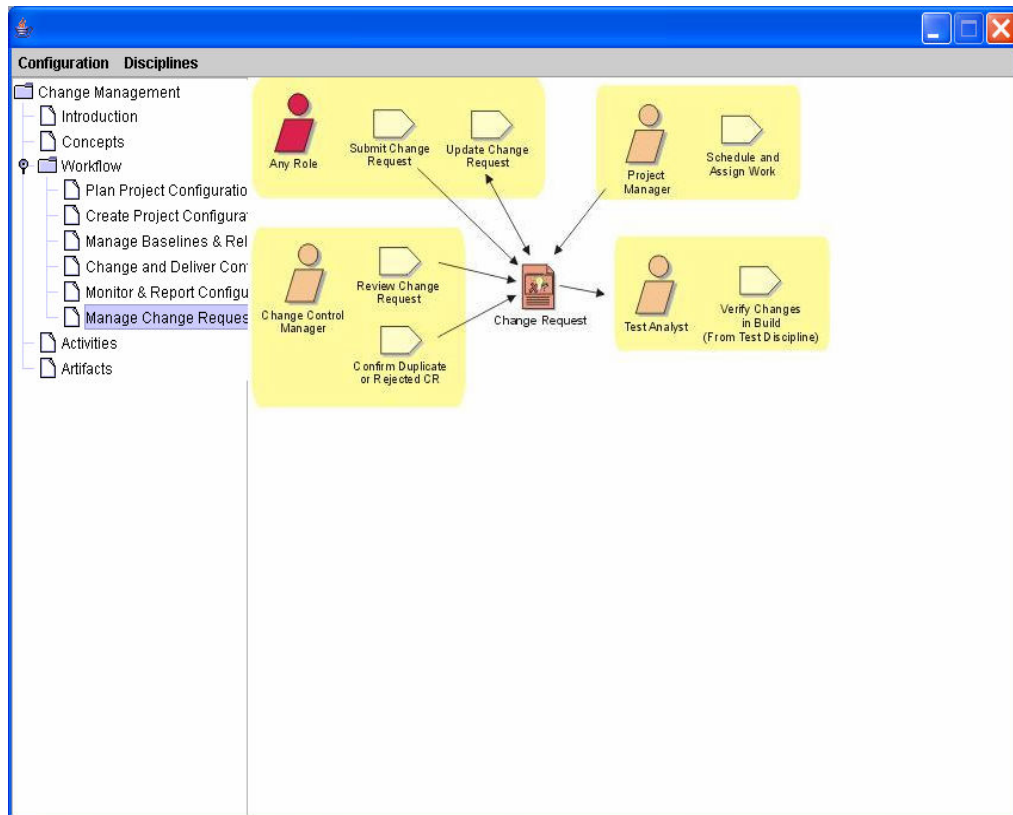 Configuration Disciplines
Change Management
Introduction
Concepts
Workflow
Plan Project Configuratio
Create Project Configura
Manage Baselines & Rel
Change and Deliver Con
Monitor & Report Configu
Manage Change Reques
Activities
Artifacts
Any Role
Submit Change
Request
Update Change
Request
Project
Manager
Schedule and
Assign Work
Change Control
Manager
Review Change
Request
Confirm Duplicate
or Rejected CR
Change Request
Test Analyst
Verify Changes
in Build
(From Test Discipline)